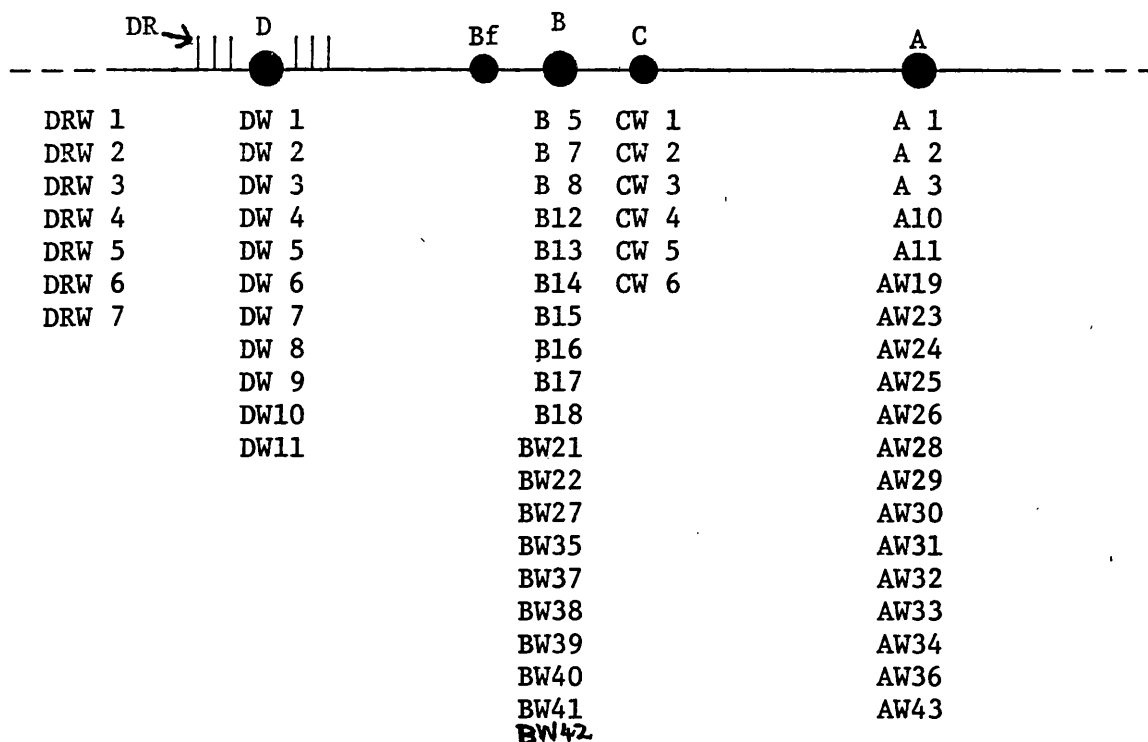 DR D Bf B C A
DRW 1 DW 1 B 5 CW 1 A 1
DRW 2 DW 2 B 7 CW 2 A 2
DRW 3 DW 3 B 8 CW 3 A 3
DRW 4 DW 4 B12 CW 4 A10
DRW 5 DW 5 B13 CW 5 A11
DRW 6 DW 6 B14 CW 6 AW19
DRW 7 DW 7 B15 AW23
DW 8 B16 AW24
DW 9 B17 AW25
DW10 B18 AW26
DW11 BW21 AW28
BW22 AW29
BW27 AW30
BW35 AW31
BW37 AW32
BW38 AW33
BW39 AW34
BW40 AW36
BW41 AW43
BW42